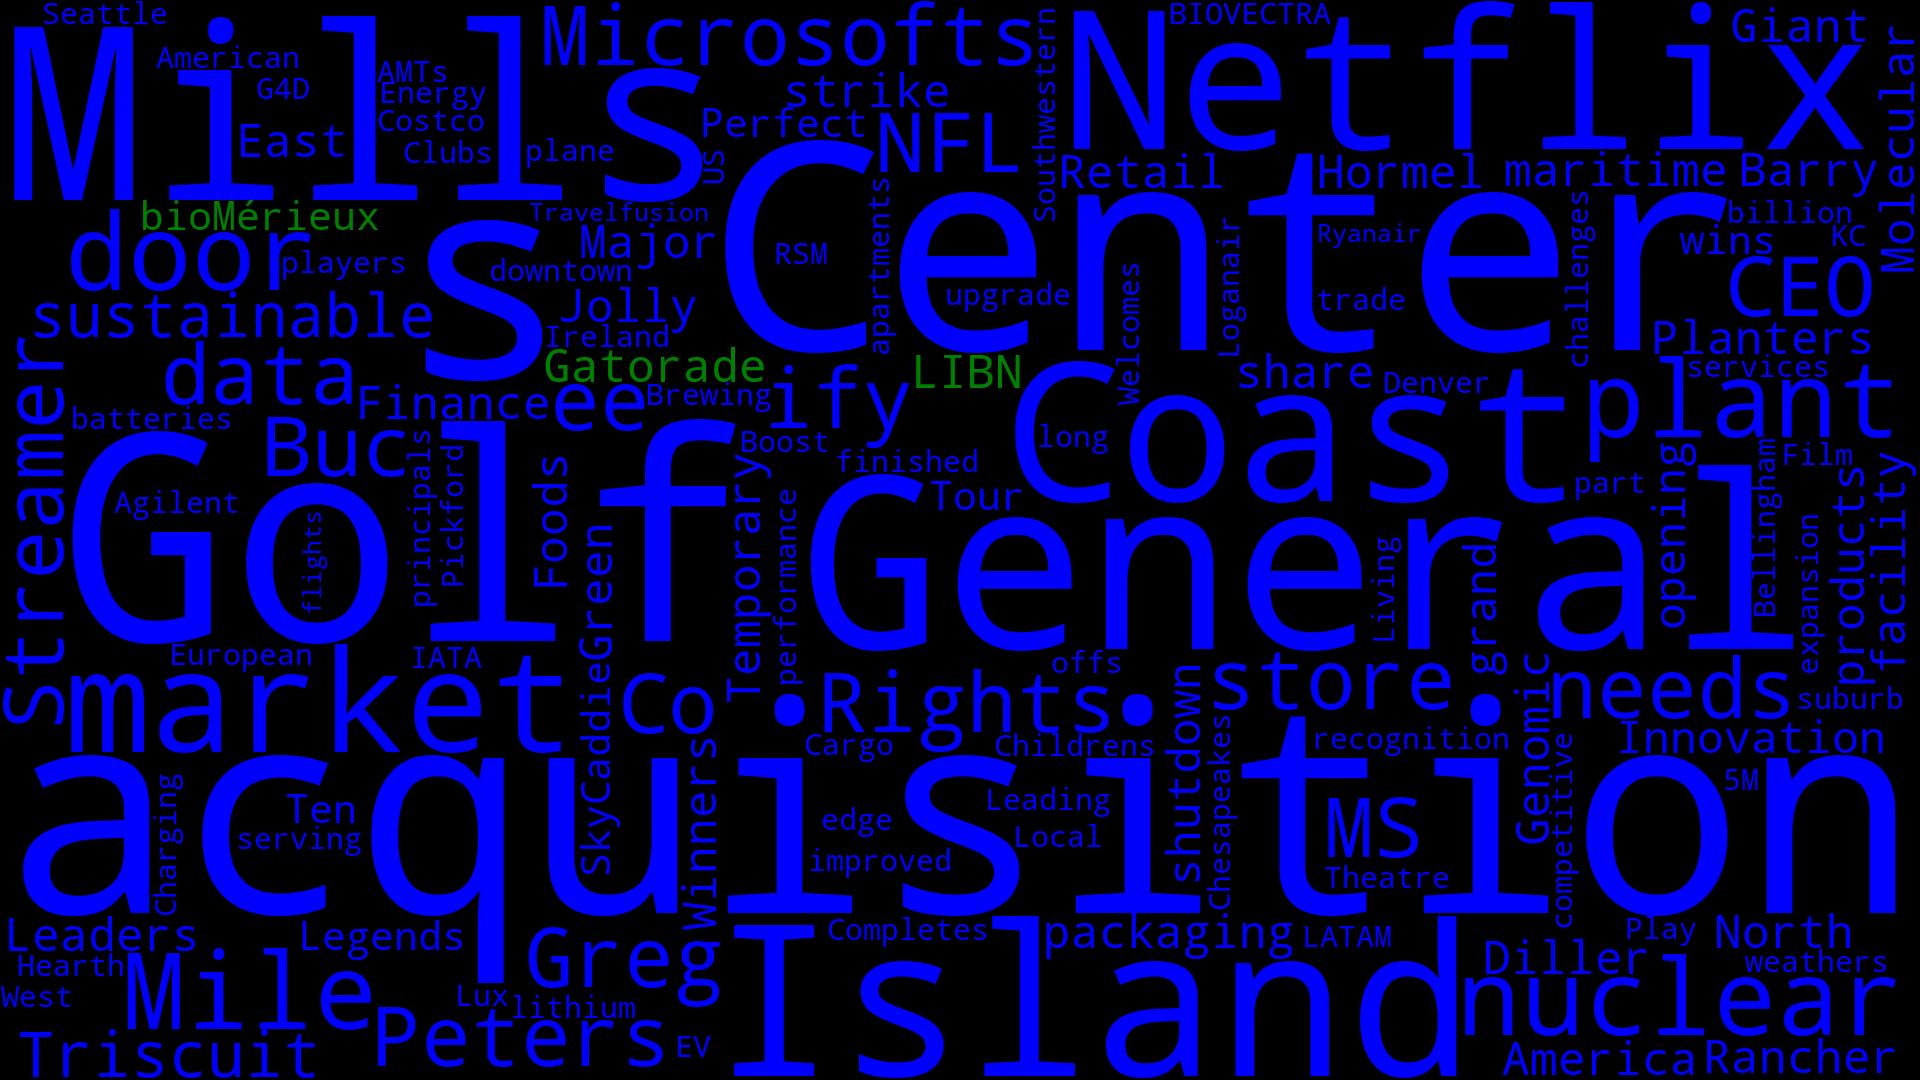 Seattle
Mills
American
G4D
East
AMTs
Energy
Costco
Clubs
plane
Microsofts
strike
Perfect
US
NFL
Southwestern
BIOVECTRA
Netflix
Giant
Molecular
Retail
Hormel
maritime
Barry
bioMérieux
door
players
s
Travelfusion
Major
downtown
Jolly
Ireland
Center
RSM
apartments
upgrade
Welcomes
Loganair
Ryanair
trade
challenges
billion
wins
KC
CEO
Planters
services
sustainable
data
Streamer
batteries
Finance
Gatorade
ee
Brewing
ify
LIBN
share
Denver
Coast
long
plant
Buc
Golf
Agilent
flights
principals
Pickford
Foods
Boost
finished
Tour
Temporary
performance
General
Living
grand
part
opening
Film
Bellingham
expansion
products
facility
European
IATA
SkyCaddie
Green
market
Co
Rights
offs
shutdown
store
Genomic
needs
suburb
Innovation
Cargo
Childrens
Chesapeakes
recognition
competitive
5M
acquisition
Charging
Ten
serving
Winners
edge
improved
Leading
Local
MS
Theatre
Leaders
Legends
Greg
Completes
packaging
LATAM
Play
North
Hearth
West
Mile
Lux
lithium
Island
Diller
weathers
nuclear
Triscuit
Peters
EV
America
Rancher